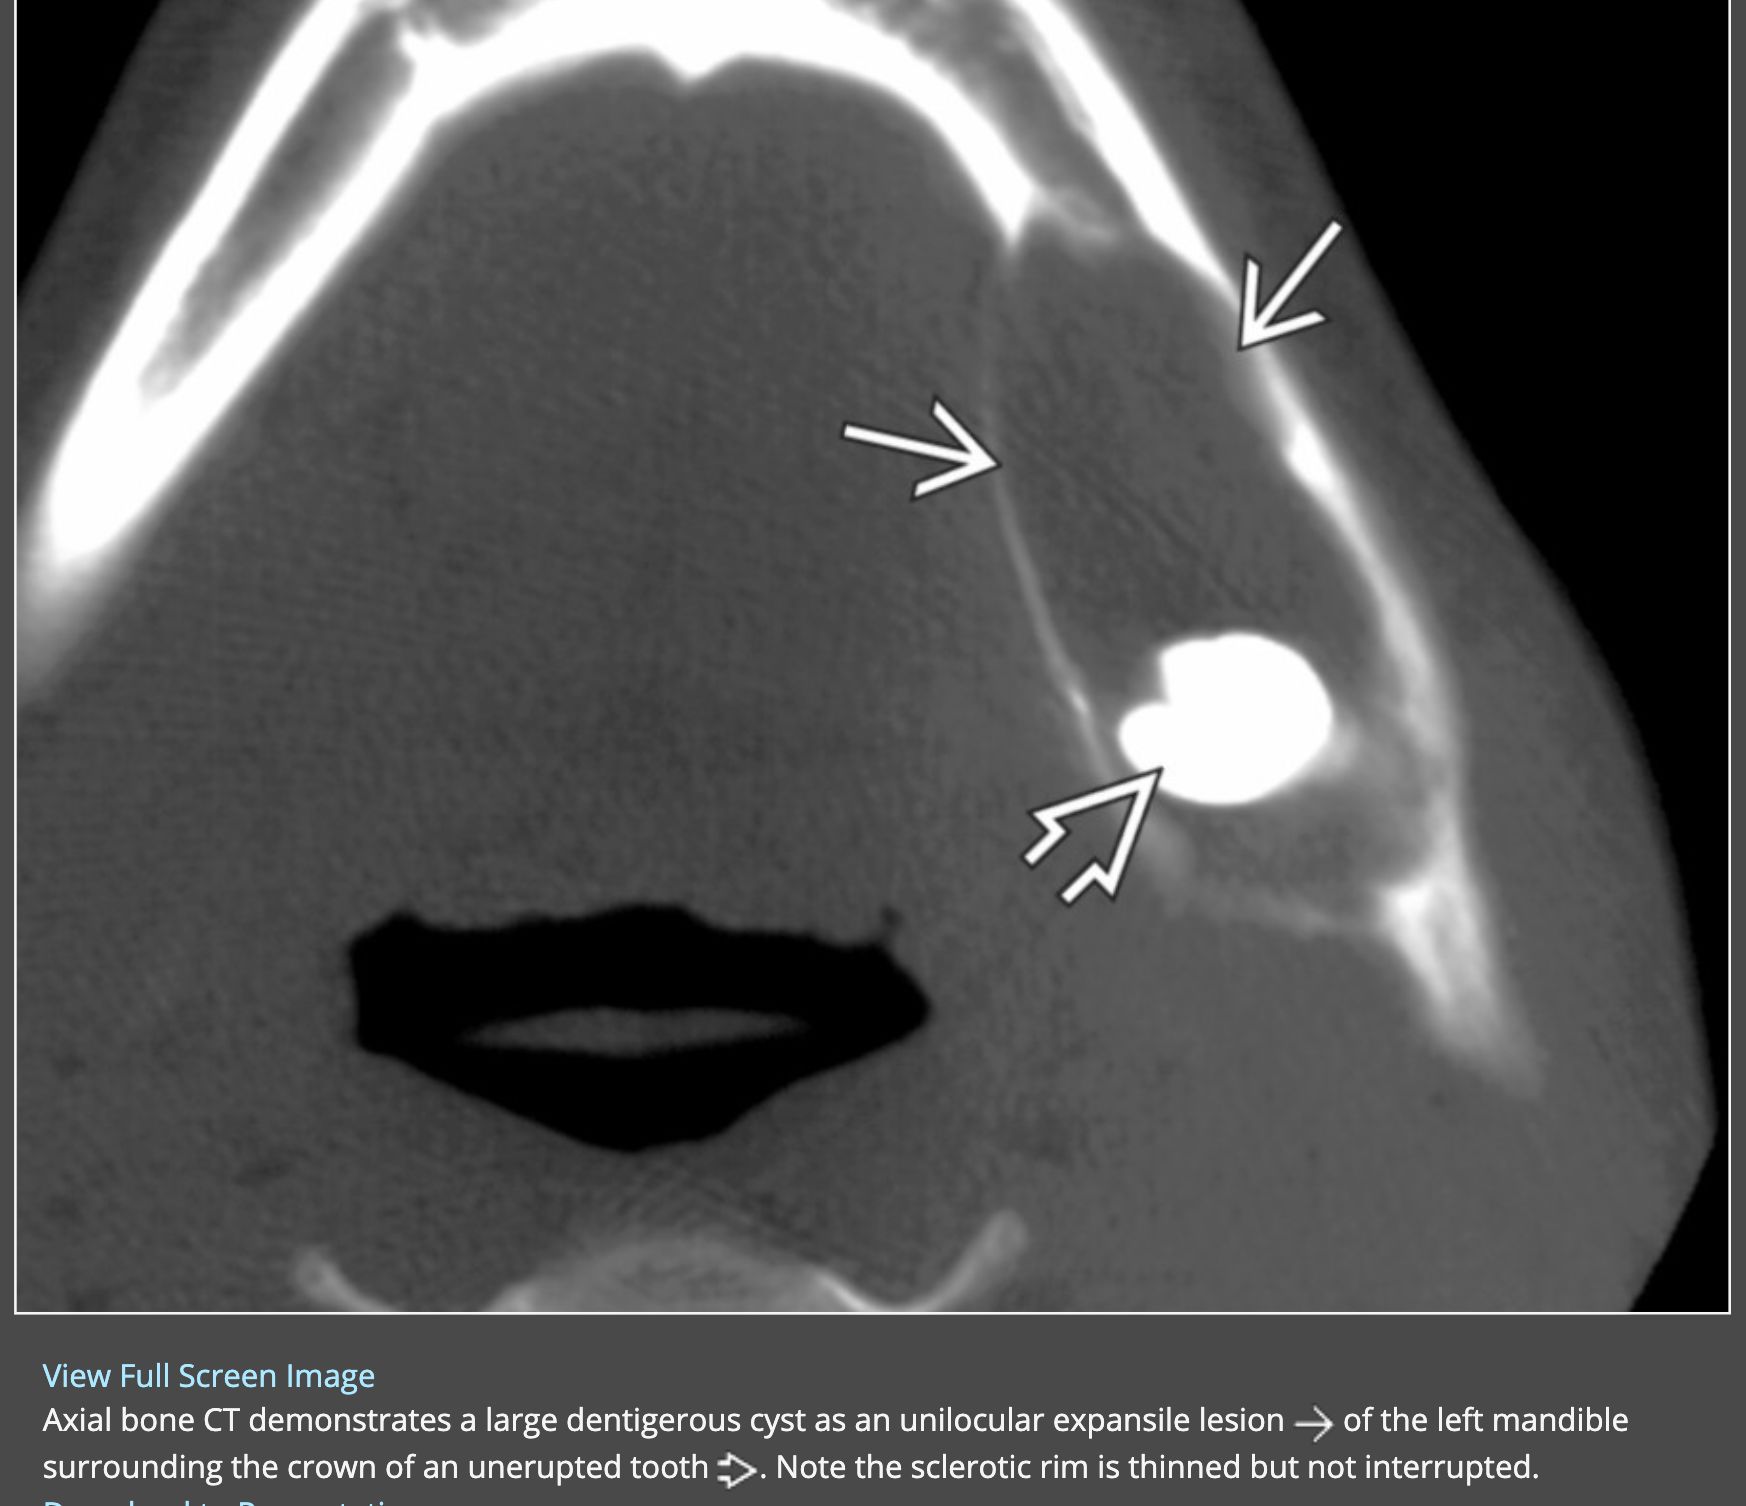 View Full Screen Image
Axial bone CT demonstrates a large dentigerous cyst as an unilocular expansile lesion → of the left mandible
surrounding the crown of an unerupted tooth ⮆. Note the sclerotic rim is thinned but not interrupted.